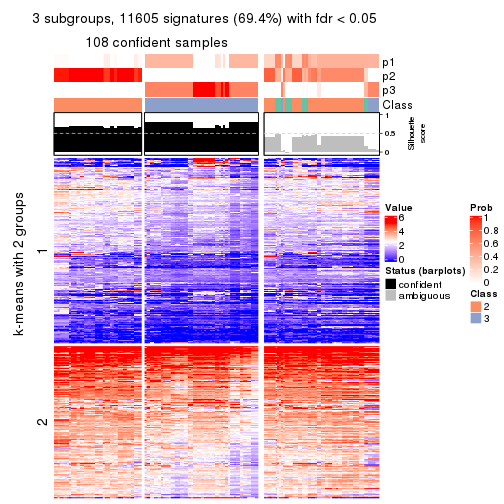 3 subgroups, 11605 signatures (69.4%) with fdr < 0.05
108 confident samples
p1
p2
p3
Class
1
0.5
0
Silhouette
score
k-means with 2 groups
1
2
Value
6
4
2
0
Status (barplots)
confident
ambiguous
Prob
1
0.8
0.6
0.4
0.2
0
Class
2
3